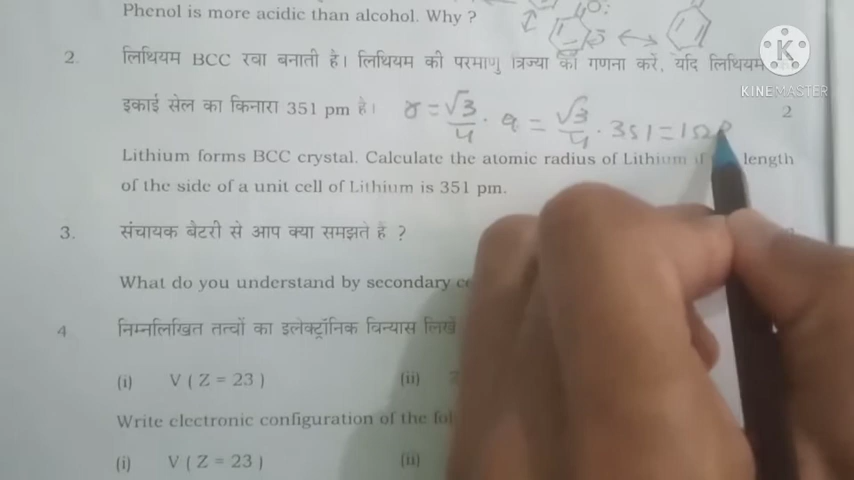 Phenol is more acidic than alcohol. Why ?
2. लिथियम BCC रवा बनाती है। लिथियम की परमाणु त्रिज्या की गणना करें, यदि लिथियम
इकाई सेल का किनारा 351 pm है। r = √3/4 · a = √3/4 · 351 = 2
Lithium forms BCC crystal. Calculate the atomic radius of Lithium if length
of the side of a unit cell of Lithium is 351 pm.
3. संचायक बैटरी से आप क्या समझते हैं ?
What do you understand by secondary
4 निम्नलिखित तत्वों का इलेक्ट्रॉनिक विन्यास लिखें
(i) V ( Z = 23 ) (ii)
Write electronic configuration of the
(i) V ( Z = 23 ) (ii)
K
KINEMASTER